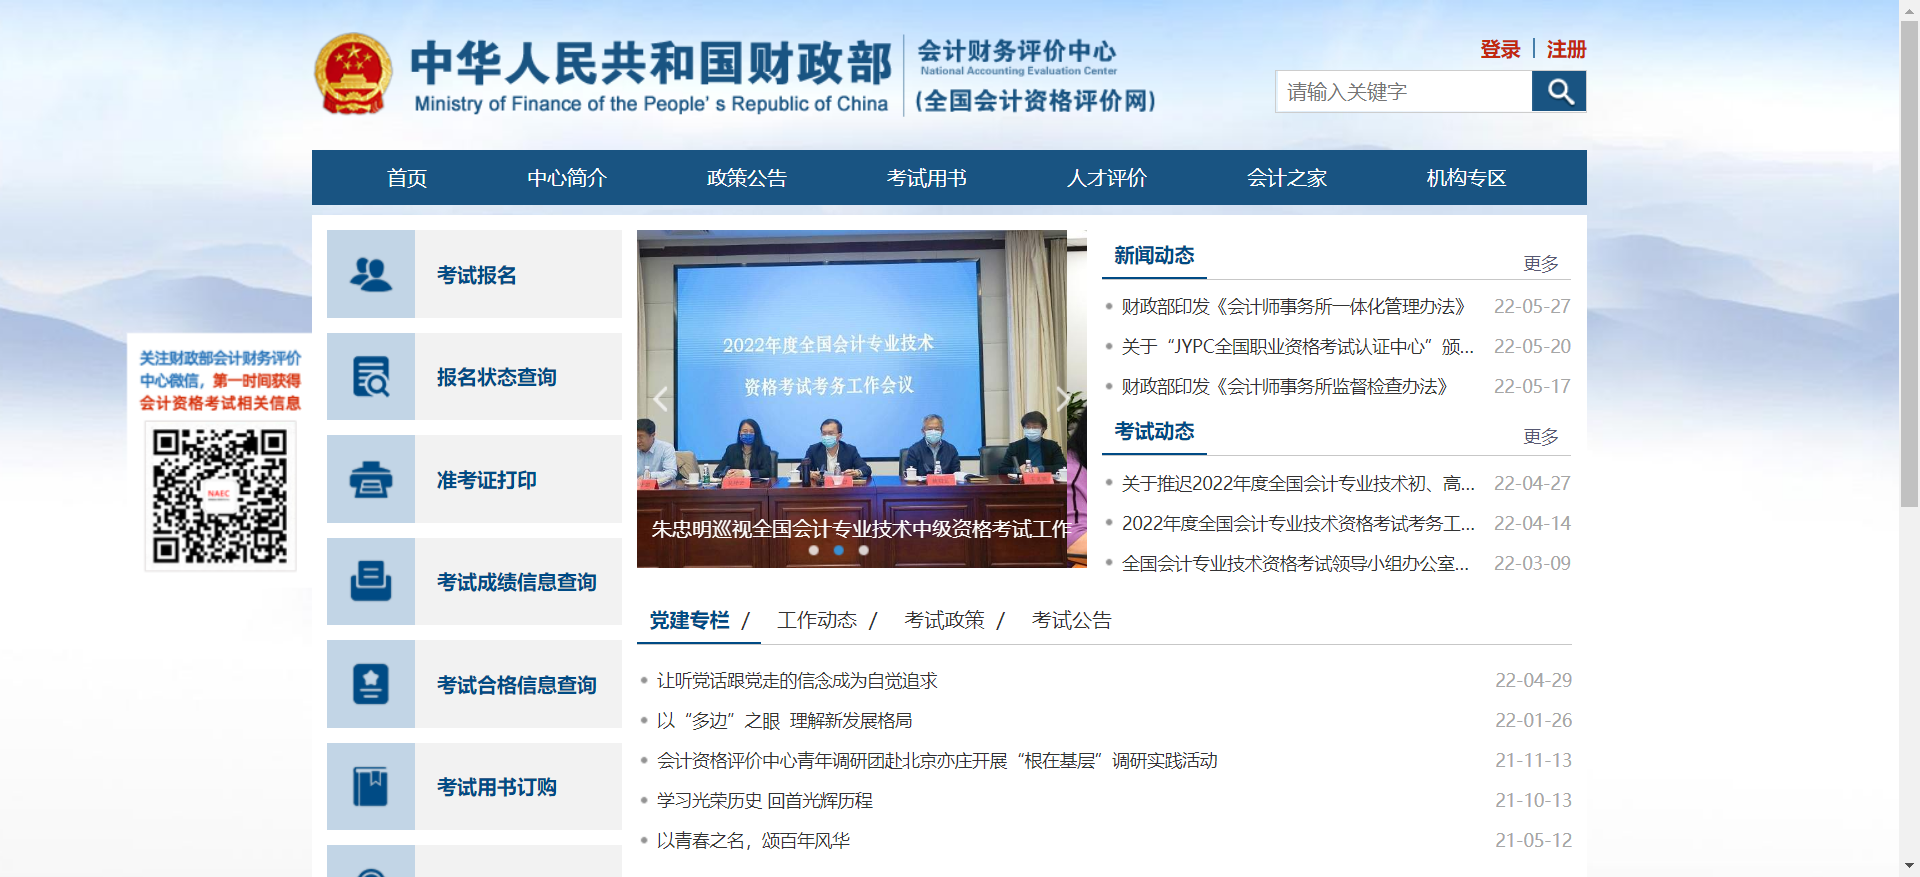 中华人民共和国财政部
Ministry of Finance of the People's Republic of China
会计财务评价中心
National Accounting Evaluation Center
(全国会计资格评价网)
登录 | 注册
请输入关键字
首页 中心简介 政策公告 考试用书 人才评价 会计之家 机构专区
关注财政部会计财务评价
中心微信，第一时间获得
会计资格考试相关信息
NAEC
考试报名
报名状态查询
准考证打印
考试成绩信息查询
考试合格信息查询
考试用书订购
2022年度全国会计专业技术
资格考试考务工作会议
朱忠明巡视全国会计专业技术中级资格考试工作
新闻动态 更多
财政部印发《会计师事务所一体化管理办法》 22-05-27
关于“JYPC全国职业资格考试认证中心”颁... 22-05-20
财政部印发《会计师事务所监督检查办法》 22-05-17
考试动态 更多
关于推迟2022年度全国会计专业技术初、高... 22-04-27
2022年度全国会计专业技术资格考试考务工... 22-04-14
全国会计专业技术资格考试领导小组办公室... 22-03-09
党建专栏 / 工作动态 / 考试政策 / 考试公告
让听党话跟党走的信念成为自觉追求 22-04-29
以“多边”之眼 理解新发展格局 22-01-26
会计资格评价中心青年调研团赴北京亦庄开展“根在基层”调研实践活动 21-11-13
学习光荣历史 回首光辉历程 21-10-13
以青春之名，颂百年风华 21-05-12